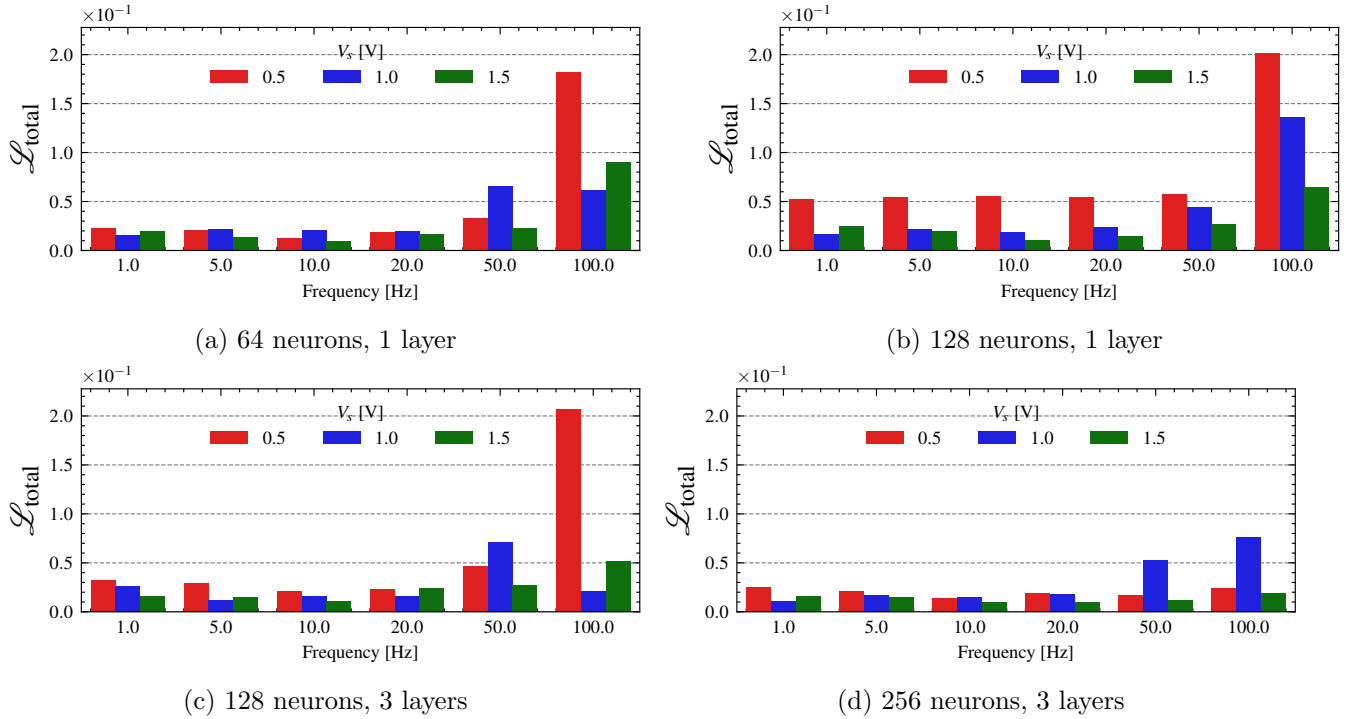 ×10⁻¹
V_s [V]
0.5 1.0 1.5
2.0
1.5
1.0
0.5
0.0
ℒ_total
1.0 5.0 10.0 20.0 50.0 100.0
Frequency [Hz]
(a) 64 neurons, 1 layer
×10⁻¹
V_s [V]
0.5 1.0 1.5
2.0
1.5
1.0
0.5
0.0
ℒ_total
1.0 5.0 10.0 20.0 50.0 100.0
Frequency [Hz]
(b) 128 neurons, 1 layer
×10⁻¹
V_s [V]
0.5 1.0 1.5
2.0
1.5
1.0
0.5
0.0
ℒ_total
1.0 5.0 10.0 20.0 50.0 100.0
Frequency [Hz]
(c) 128 neurons, 3 layers
×10⁻¹
V_s [V]
0.5 1.0 1.5
2.0
1.5
1.0
0.5
0.0
ℒ_total
1.0 5.0 10.0 20.0 50.0 100.0
Frequency [Hz]
(d) 256 neurons, 3 layers